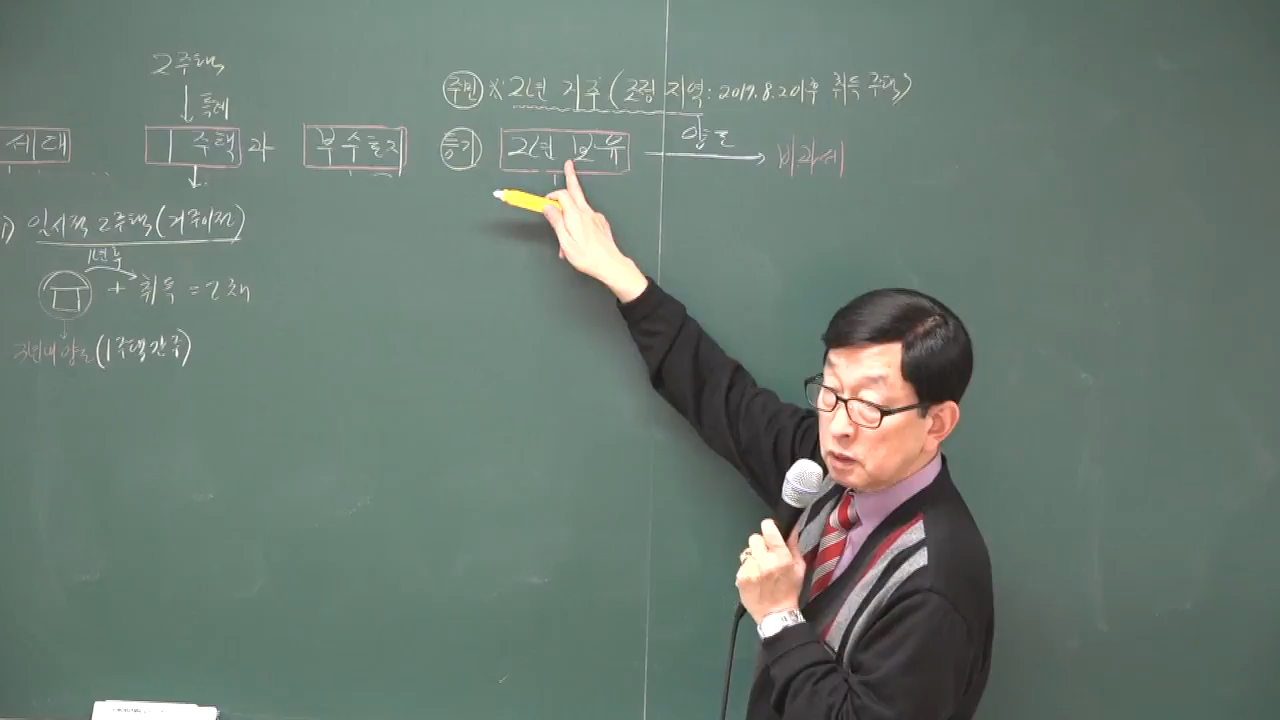 2주택
특례
세대
1주택 과 부수토지
주민 ※ 2년 거주 (조정지역: 2017.8.2 이후 취득 주택)
등기 2년 보유 양도 비과세
1) 일시적 2주택 (거주이전)
1년후
+ 취득 = 2채
3년내 양도 (1주택 간주)